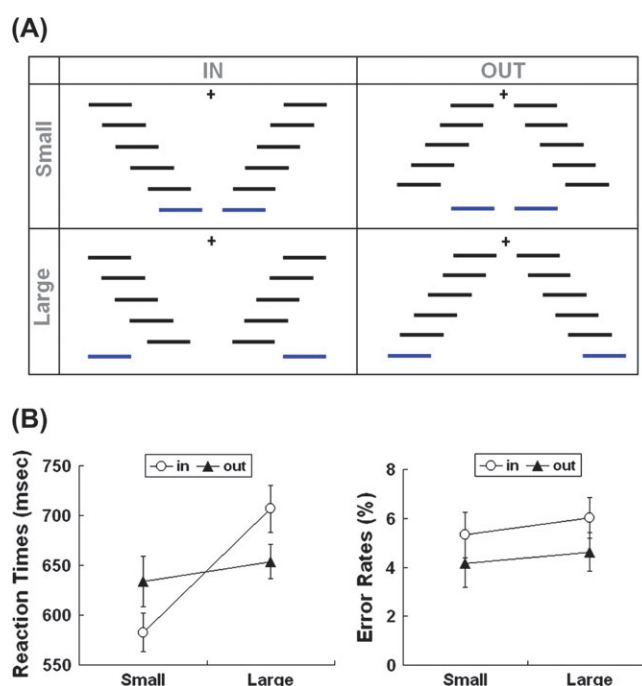 (A)
IN OUT
+ +
Small
+ +
Large
(B)
in out
Reaction Times (msec)
750
700
650
600
550
Small Large
in out
Error Rates (%)
8
6
4
2
0
Small Large